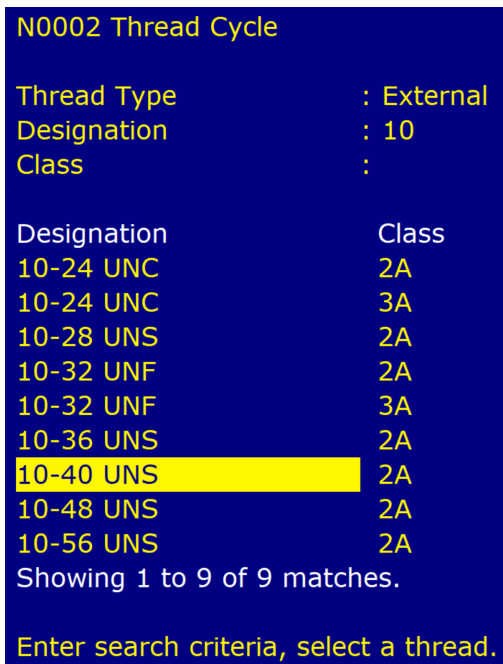 N0002 Thread Cycle
Thread Type : External
Designation : 10
Class :
Designation Class
10-24 UNC 2A
10-24 UNC 3A
10-28 UNS 2A
10-32 UNF 2A
10-32 UNF 3A
10-36 UNS 2A
10-40 UNS 2A
10-48 UNS 2A
10-56 UNS 2A
Showing 1 to 9 of 9 matches.
Enter search criteria, select a thread.